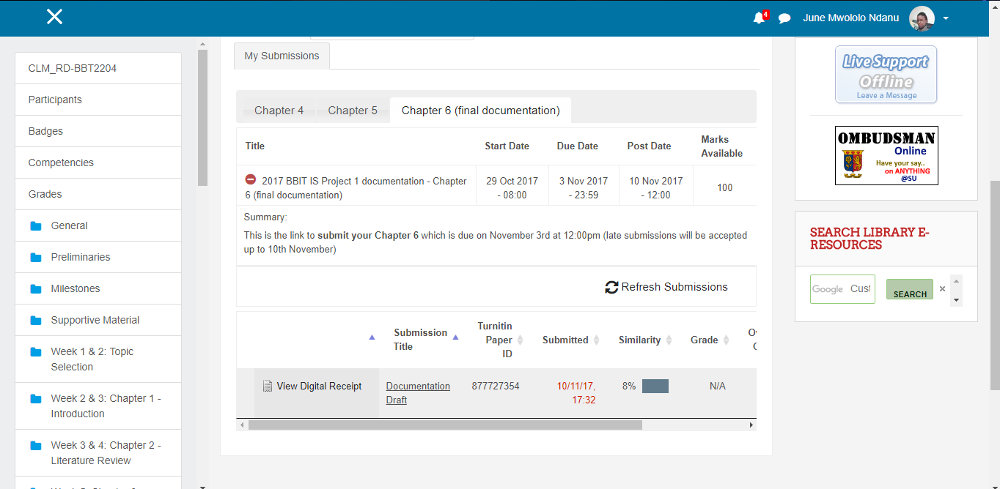 4
June Mwololo Ndanu
CLM_RD-BBT2204
Participants
Badges
Competencies
Grades
General
Preliminaries
Milestones
Supportive Material
Week 1 & 2: Topic
Selection
Week 2 & 3: Chapter 1 -
Introduction
Week 3 & 4: Chapter 2 -
Literature Review
My Submissions
Chapter 4
Chapter 5
Chapter 6 (final documentation)
Title
Start Date
Due Date
Post Date
Marks
Available
2017 BBIT IS Project 1 documentation - Chapter
6 (final documentation)
29 Oct 2017
- 08:00
3 Nov 2017
- 23:59
10 Nov 2017
- 12:00
100
Summary:
This is the link to submit your Chapter 6 which is due on November 3rd at 12:00pm (late submissions will be accepted
up to 10th November)
Refresh Submissions
Submission
Title
Turnitin
Paper
ID
Submitted
Similarity
Grade
View Digital Receipt
Documentation
Draft
877727354
10/11/17,
17:32
8%
N/A
Live Support
Offline
Leave a Message
OMBUDSMAN
Online
Have your say..
on ANYTHING
@SU
SEARCH LIBRARY E-
RESOURCES
Google
SEARCH
×